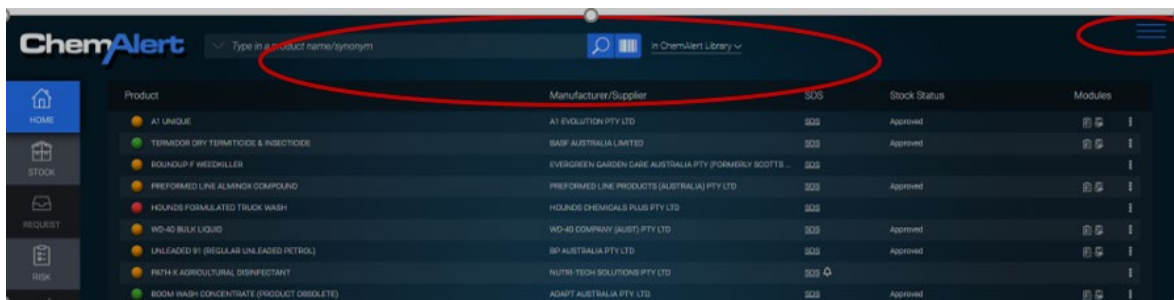 ChemAlert Type in a product name/synonym In ChemAlert Library
Product Manufacturer/Supplier SDS Stock Status Modules
HOME
A1 UNIQUE A1 EVOLUTION PTY LTD SDS Approved
TERMIDOR DRY TERMITICIDE & INSECTICIDE BASF AUSTRALIA LIMITED SDS Approved
STOCK
ROUNDUP F WEEDKILLER EVERGREEN GARDEN CARE AUSTRALIA PTY (FORMERLY SCOTTS ... SDS
PREFORMED LINE ALMINOX COMPOUND PREFORMED LINE PRODUCTS (AUSTRALIA) PTY LTD SDS Approved
HOUNDS FORMULATED TRUCK WASH HOUNDS CHEMICALS PLUS PTY LTD SDS
REQUEST
WD-40 BULK LIQUID WD-40 COMPANY (AUST) PTY LTD SDS Approved
UNLEADED 91 (REGULAR UNLEADED PETROL) BP AUSTRALIA PTY LTD SDS Approved
RISK
PATH-X AGRICULTURAL DISINFECTANT NUTRI-TECH SOLUTIONS PTY LTD SDS
BOOM WASH CONCENTRATE (PRODUCT OBSOLETE) ADAPT AUSTRALIA PTY LTD SDS Approved